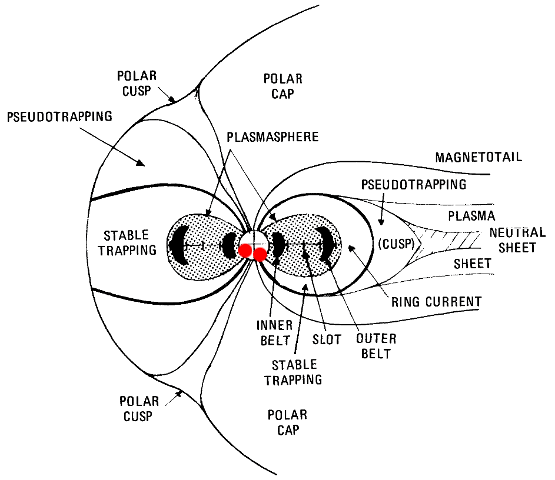 POLAR
CUSP
POLAR
CAP
PSEUDOTRAPPING
PLASMASPHERE
MAGNETOTAIL
PSEUDOTRAPPING
PLASMA
NEUTRAL
SHEET
(CUSP)
STABLE
TRAPPING
SHEET
RING CURRENT
INNER
BELT
SLOT
OUTER
BELT
STABLE
TRAPPING
POLAR
CUSP
POLAR
CAP